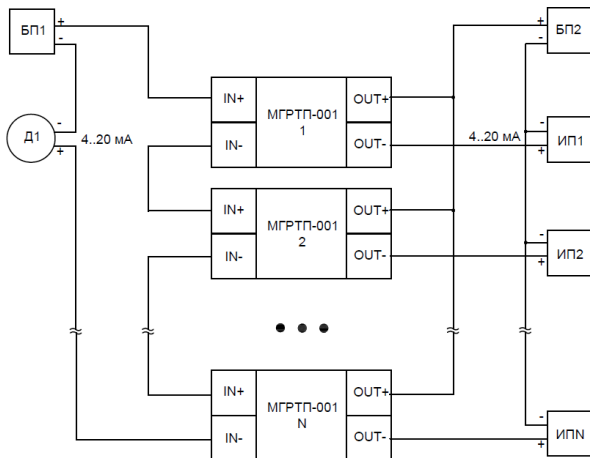 БП1
+
-
БП2
+
-
Д1
-
+
4..20 мА
IN+
IN-
МГРТП-001
1
OUT+
OUT-
4..20 мА
-
+
ИП1
IN+
IN-
МГРТП-001
2
OUT+
OUT-
-
+
ИП2
IN+
IN-
МГРТП-001
N
OUT+
OUT-
-
+
ИПN